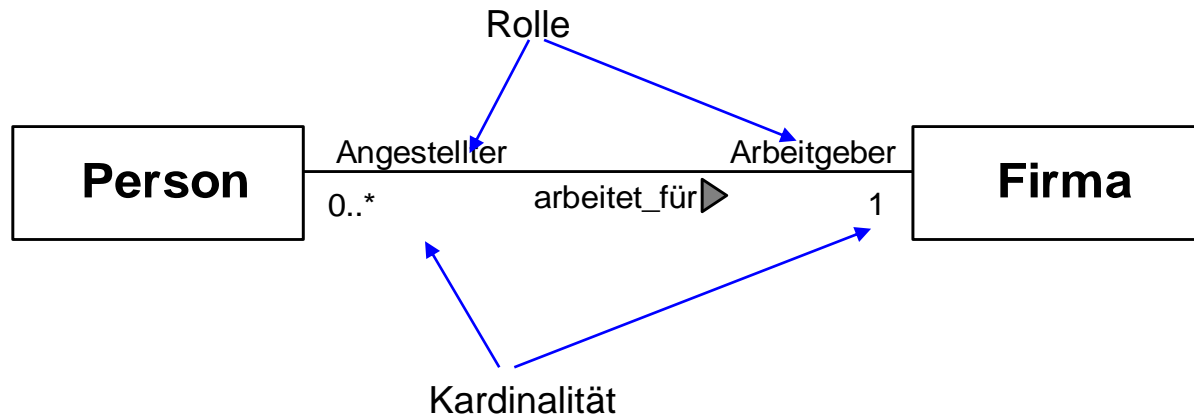 Rolle
Angestellter
Arbeitgeber
Person
Firma
0..*
arbeitet_für
1
Kardinalität